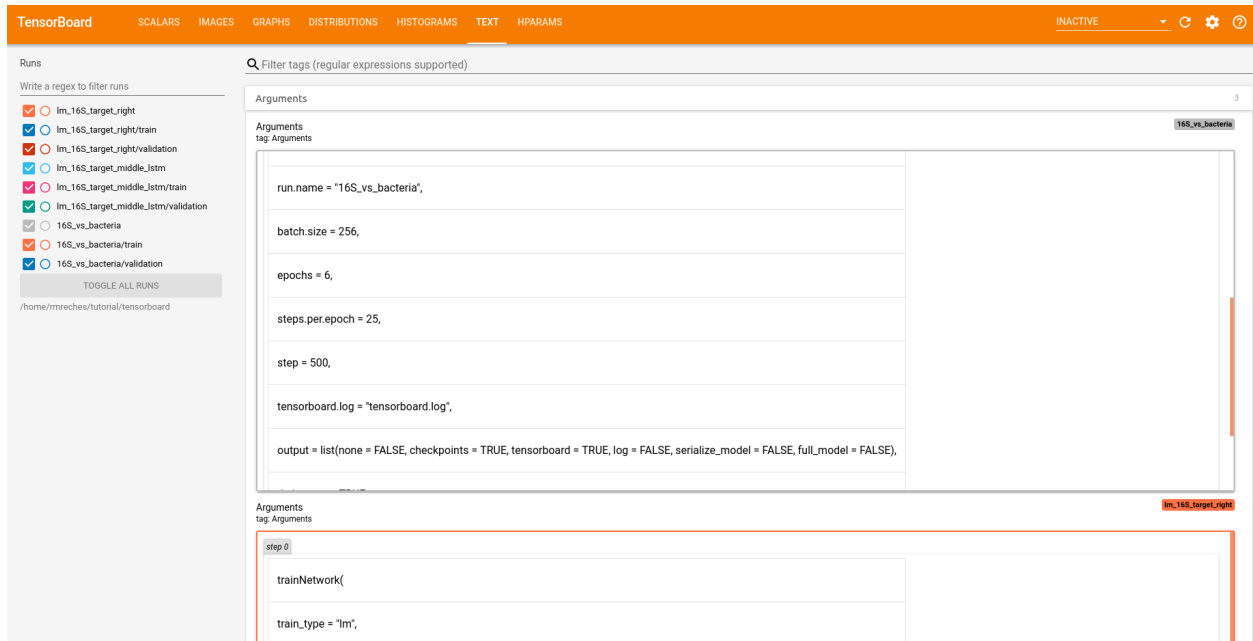 TensorBoard
SCALARS IMAGES GRAPHS DISTRIBUTIONS HISTOGRAMS TEXT HPARAMS
INACTIVE
Runs
Write a regex to filter runs
lm_16S_target_right
lm_16S_target_right/train
lm_16S_target_right/validation
lm_16S_target_middle_lstm
lm_16S_target_middle_lstm/train
lm_16S_target_middle_lstm/validation
16S_vs_bacteria
16S_vs_bacteria/train
16S_vs_bacteria/validation
TOGGLE ALL RUNS
/home/rmreches/tutorial/tensorboard
Filter tags (regular expressions supported)
Arguments 3
Arguments 16S_vs_bacteria
tag: Arguments
run.name = "16S_vs_bacteria",
batch.size = 256,
epochs = 6,
steps.per.epoch = 25,
step = 500,
tensorboard.log = "tensorboard.log",
output = list(none = FALSE, checkpoints = TRUE, tensorboard = TRUE, log = FALSE, serialize_model = FALSE, full_model = FALSE),
Arguments lm_16S_target_right
tag: Arguments
step 0
trainNetwork(
train_type = "lm",